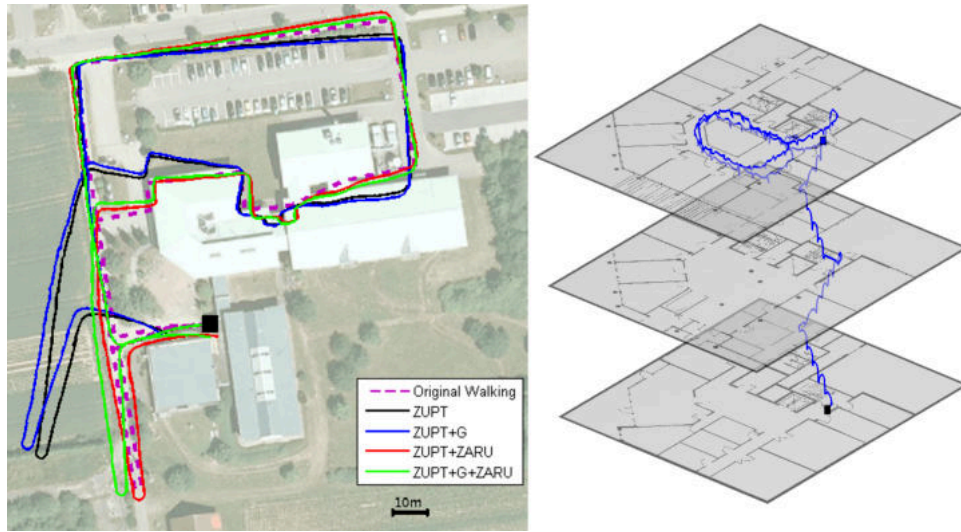 Original Walking
ZUPT
ZUPT+G
ZUPT+ZARU
ZUPT+G+ZARU
10m